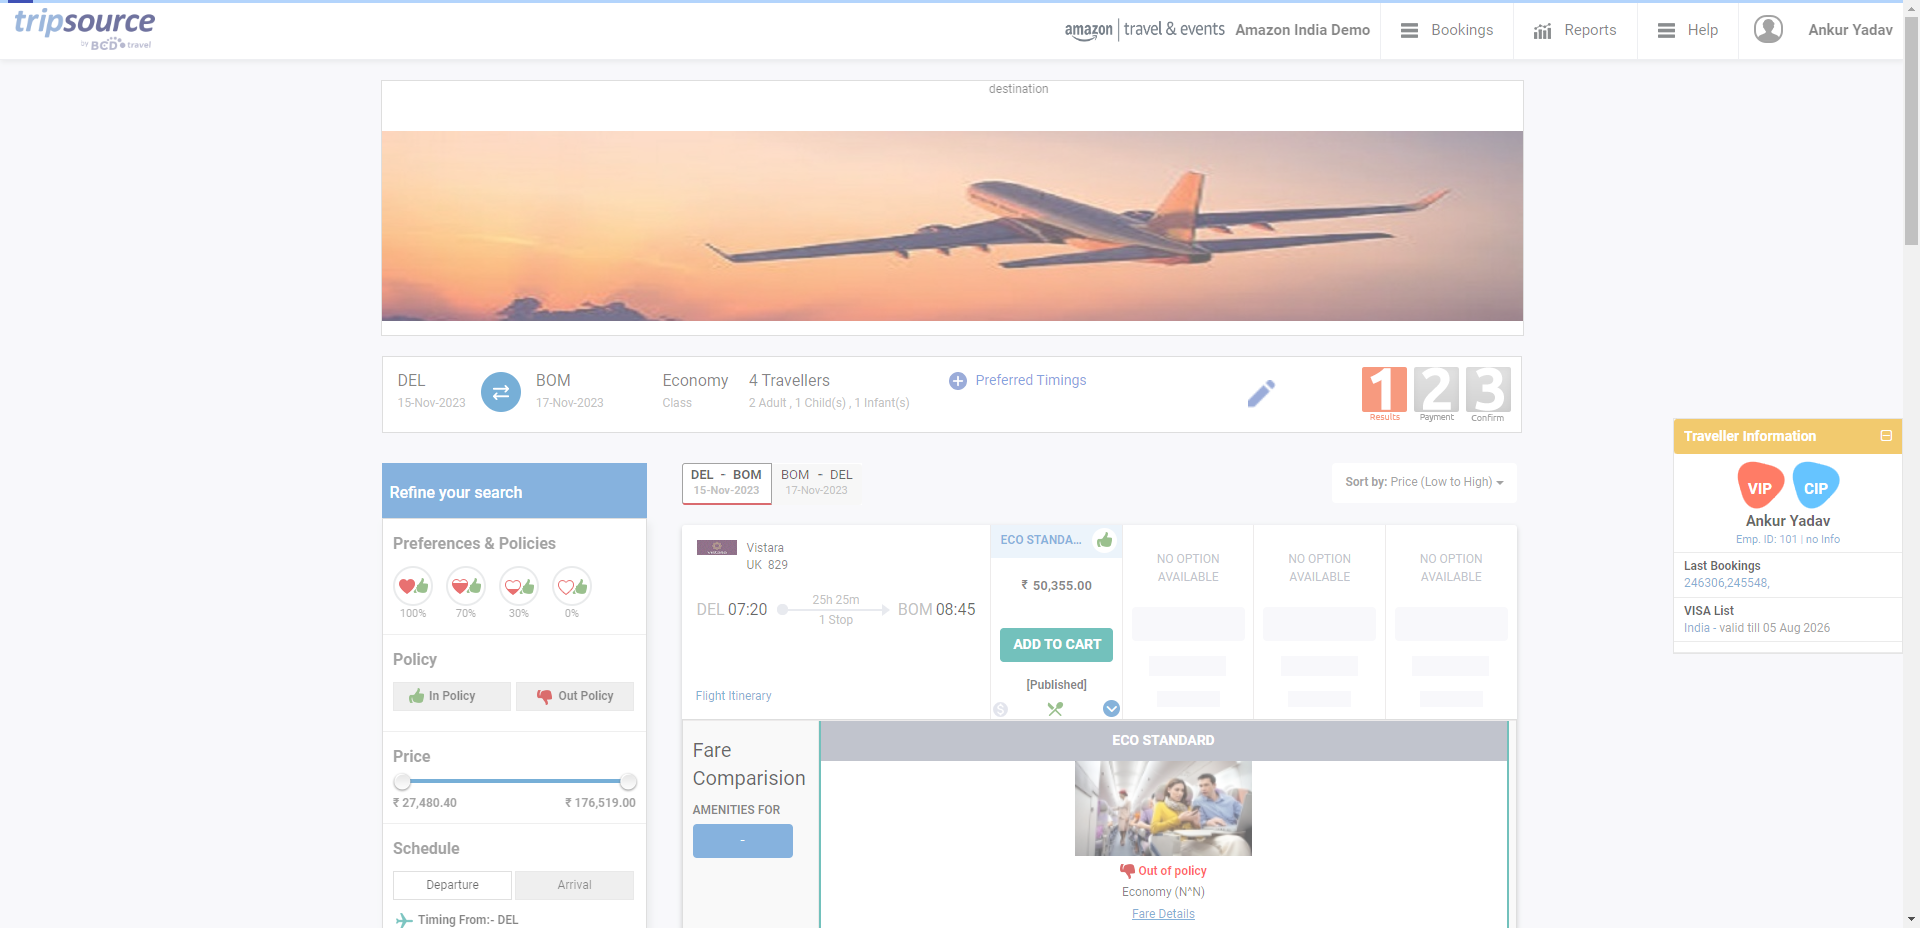 tripsource
by BCD travel
amazon | travel & events
Amazon India Demo
Bookings
Reports
Help
Ankur Yadav
destination
DEL
15-Nov-2023
BOM
17-Nov-2023
Economy
Class
4 Travellers
2 Adult , 1 Child(s) , 1 Infant(s)
Preferred Timings
1 Results
2 Payment
3 Confirm
Traveller Information
VIP CIP
Ankur Yadav
Emp. ID: 101 | no Info
Last Bookings
246306,245548,
VISA List
India - valid till 05 Aug 2026
Refine your search
Preferences & Policies
100% 70% 30% 0%
Policy
In Policy Out Policy
Price
₹ 27,480.40 ₹ 176,519.00
Schedule
Departure Arrival
Timing From:- DEL
DEL - BOM
15-Nov-2023
BOM - DEL
17-Nov-2023
Sort by: Price (Low to High)
Vistara
UK 829
DEL 07:20
25h 25m
1 Stop
BOM 08:45
Flight Itinerary
ECO STANDA...
₹ 50,355.00
ADD TO CART
[Published]
NO OPTION
AVAILABLE
NO OPTION
AVAILABLE
NO OPTION
AVAILABLE
Fare
Comparision
AMENITIES FOR
-
ECO STANDARD
Out of policy
Economy (N^N)
Fare Details